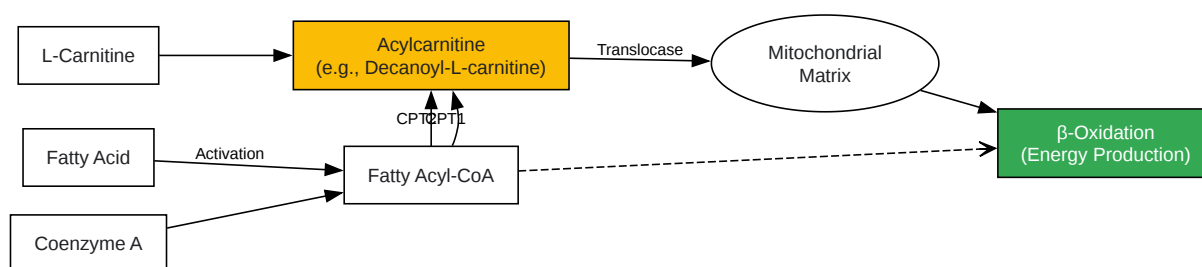 L-Carnitine
Acylcarnitine
(e.g., Decanoyl-L-carnitine)
Translocase
Mitochondrial
Matrix
CPT2
CPT1
β-Oxidation
(Energy Production)
Fatty Acid
Activation
Fatty Acyl-CoA
Coenzyme A